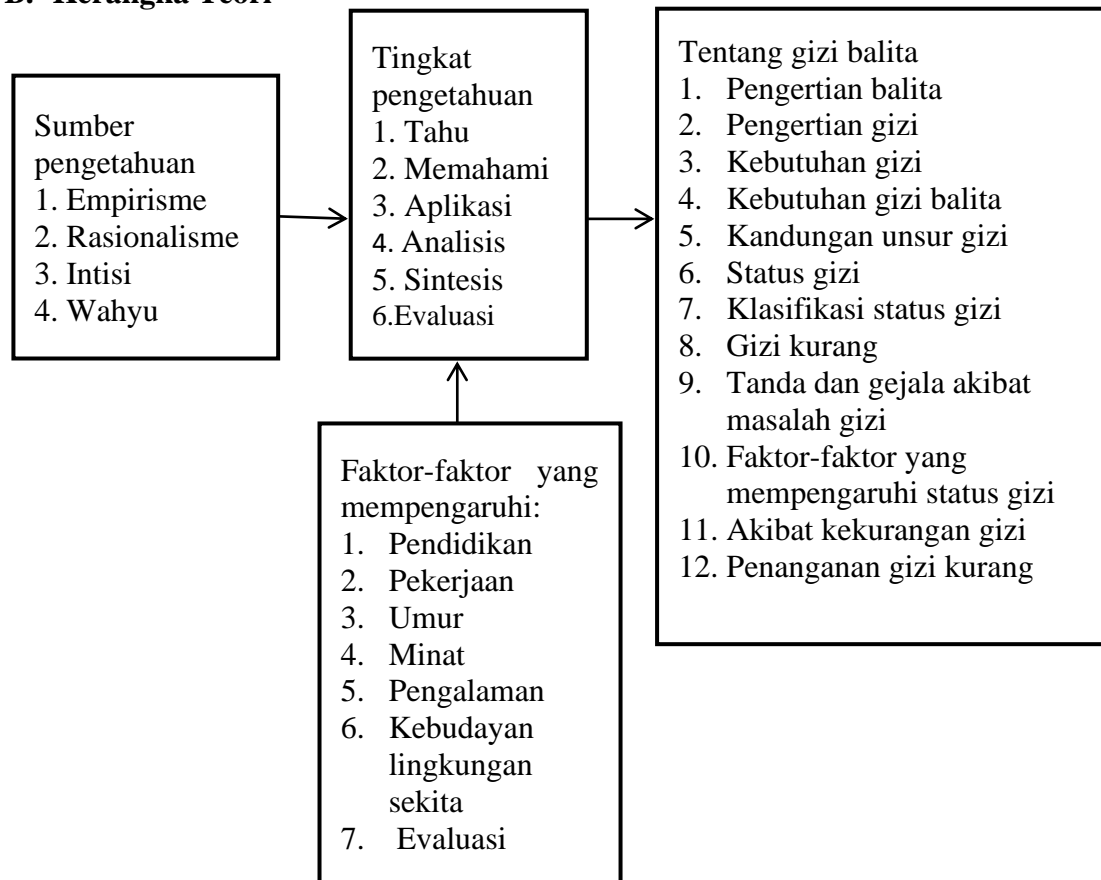 B. Kerangka Teori
Sumber
pengetahuan
1. Empirisme
2. Rasionalisme
3. Intisi
4. Wahyu
Tingkat
pengetahuan
1. Tahu
2. Memahami
3. Aplikasi
4. Analisis
5. Sintesis
6.Evaluasi
Tentang gizi balita
1. Pengertian balita
2. Pengertian gizi
3. Kebutuhan gizi
4. Kebutuhan gizi balita
5. Kandungan unsur gizi
6. Status gizi
7. Klasifikasi status gizi
8. Gizi kurang
9. Tanda dan gejala akibat
masalah gizi
10. Faktor-faktor yang
mempengaruhi status gizi
11. Akibat kekurangan gizi
12. Penanganan gizi kurang
Faktor-faktor yang
mempengaruhi:
1. Pendidikan
2. Pekerjaan
3. Umur
4. Minat
5. Pengalaman
6. Kebudayan
lingkungan
sekita
7. Evaluasi